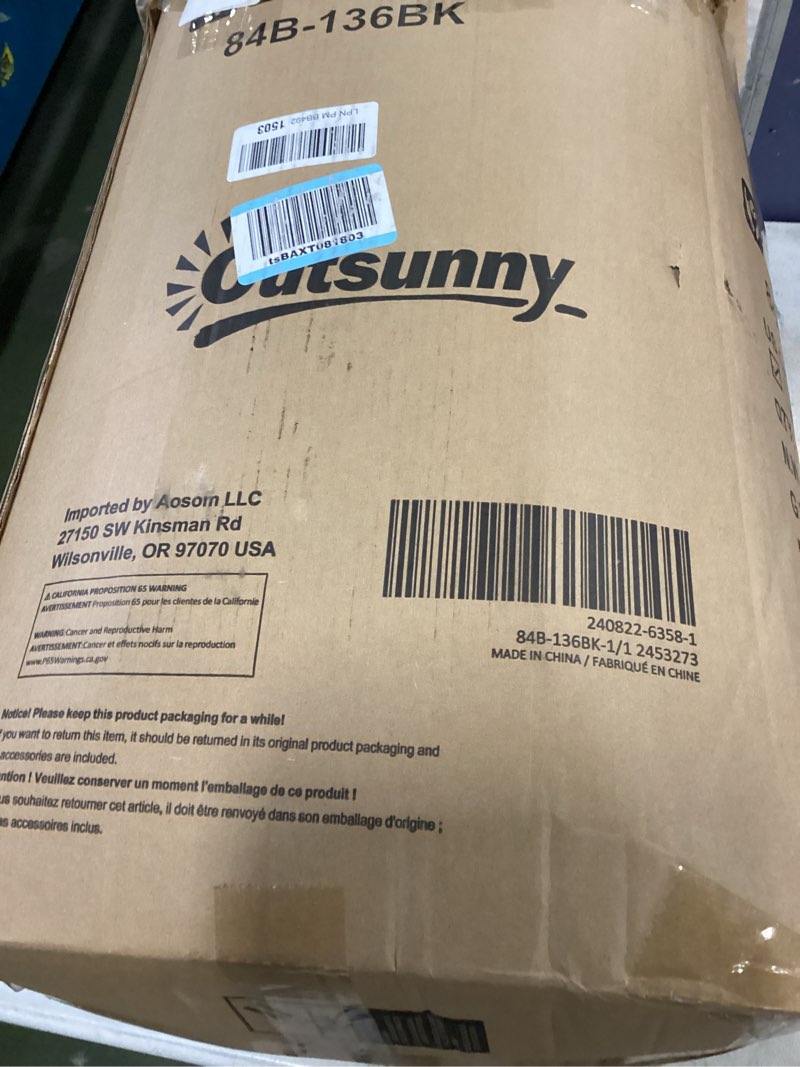 84B-136BK
LPN PM BB402 1503
tsBAXT081803
Outsunny
Imported by Aosom LLC
27150 SW Kinsman Rd
Wilsonville, OR 97070 USA
⚠ CALIFORNIA PROPOSITION 65 WARNING
AVERTISSEMENT Proposition 65 pour les clientes de la Californie
WARNING:Cancer and Reproductive Harm
AVERTISSEMENT:Cancer et effets nocifs sur la reproduction
www.P65Warnings.ca.gov
240822-6358-1
84B-136BK-1/1 2453273
MADE IN CHINA / FABRIQUÉ EN CHINE
Notice! Please keep this product packaging for a while!
you want to return this item, it should be returned in its original product packaging and
accessories are included.
ntion ! Veuillez conserver un moment l'emballage de ce produit !
us souhaitez retourner cet article, il doit être renvoyé dans son emballage d'origine ;
s accessoires inclus.